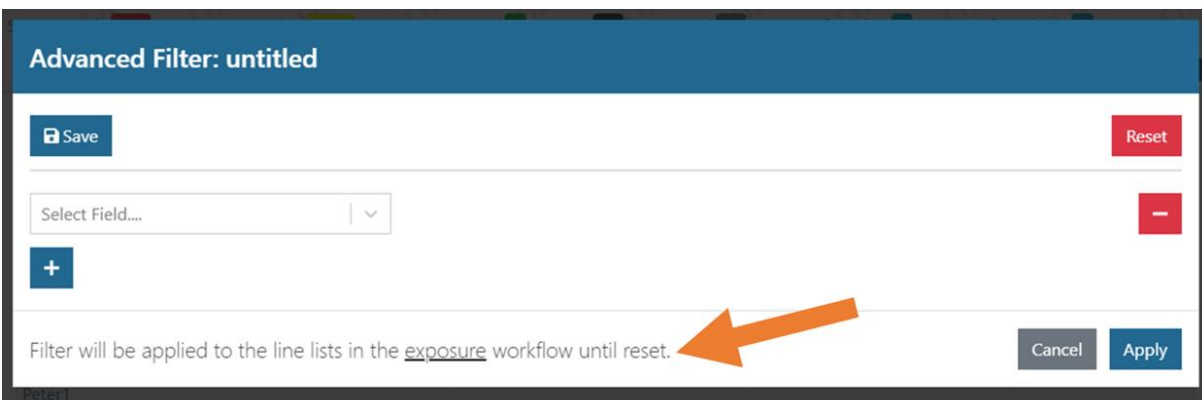 Advanced Filter: untitled
Save
Reset
Select Field....
Filter will be applied to the line lists in the exposure workflow until reset.
Cancel
Apply
Peter1